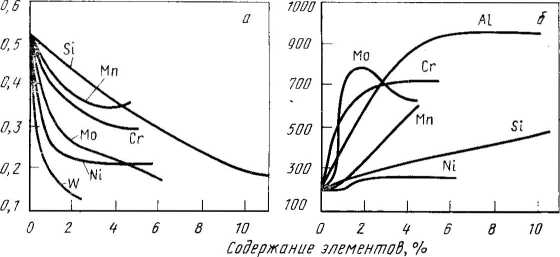 0,6 а
0,5
0,4
0,3
0,2
0,1
Si
Mn
Cr
Mo
Ni
W
0 2 4 6 8 10
1000 б
900
700
500
300
200
100
Al
Mo
Cr
Mn
Si
Ni
0 2 4 6 8 10
Содержание элементов, %